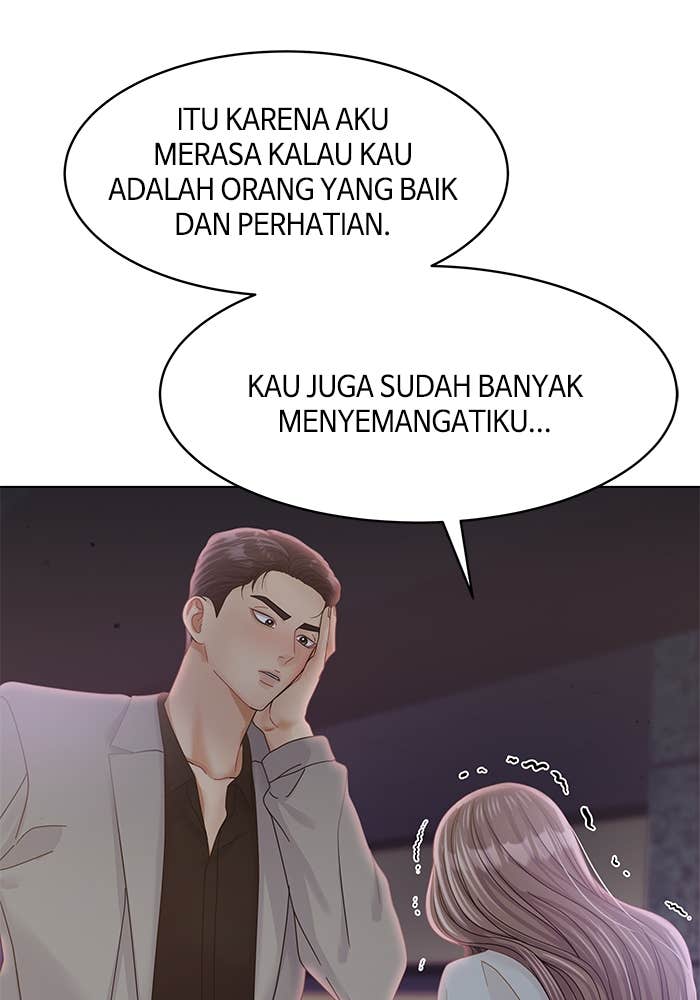 ITU KARENA AKU
MERASA KALAU KAU
ADALAH ORANG YANG BAIK
DAN PERHATIAN.
KAU JUGA SUDAH BANYAK
MENYEMANGATIKU...